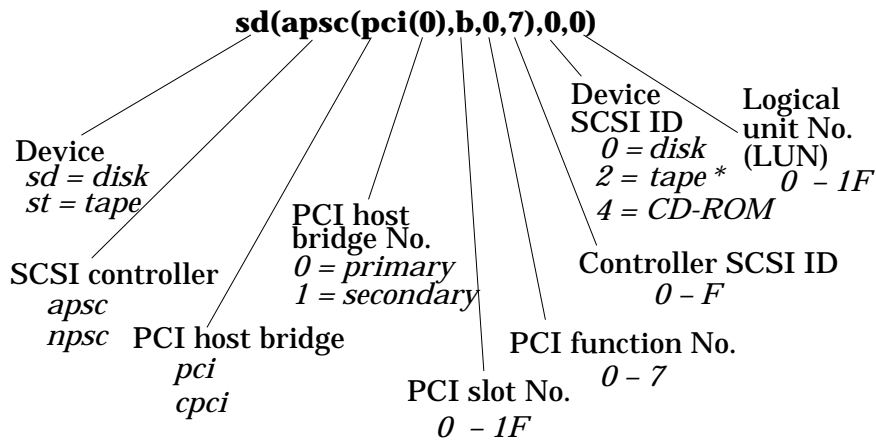 sd(apsc(pci(0),b,0,7),0,0)
Device
sd = disk
st = tape
SCSI controller
apsc
npsc
PCI host bridge
pci
cpci
PCI host
bridge No.
0 = primary
1 = secondary
PCI slot No.
0 – 1F
PCI function No.
0 – 7
Controller SCSI ID
0 – F
Device
SCSI ID
0 = disk
2 = tape *
4 = CD-ROM
Logical
unit No.
(LUN)
0 – 1F